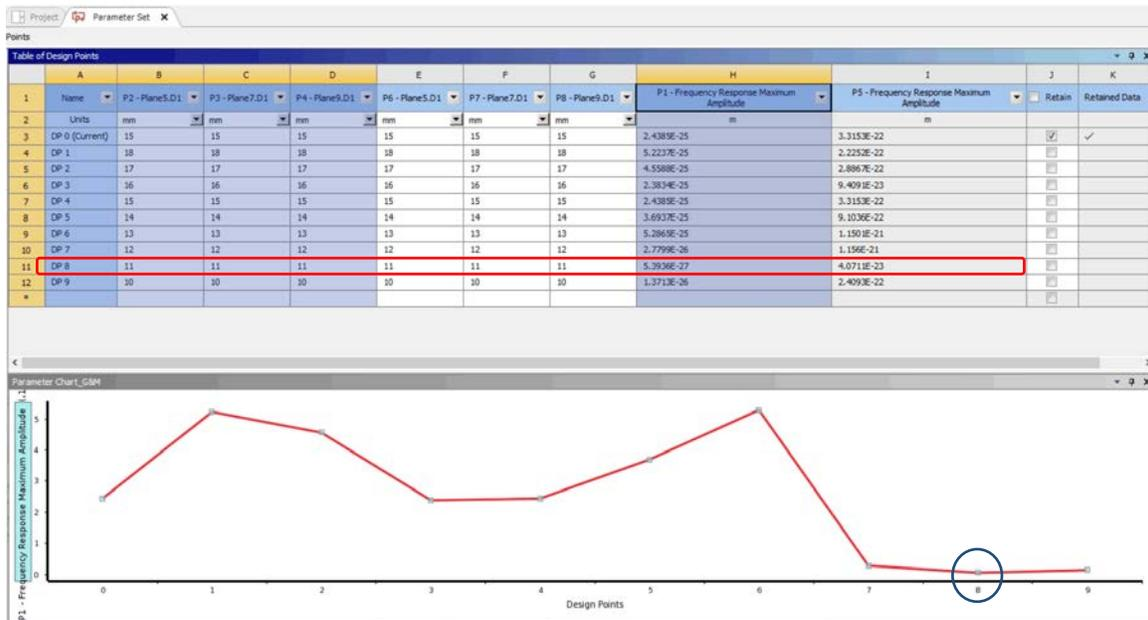 Project Parameter Set X
Points
Table of Design Points
A B C D E F G H I J K
1 Name P2 - Plane5.D1 P3 - Plane7.D1 P4 - Plane9.D1 P6 - Plane5.D1 P7 - Plane7.D1 P8 - Plane9.D1 P1 - Frequency Response Maximum Amplitude P5 - Frequency Response Maximum Amplitude Retain Retained Data
2 Units mm mm mm mm mm mm m m
3 DP 0 (Current) 15 15 15 15 15 15 2.4385E-25 3.3153E-22
4 DP 1 18 18 18 18 18 18 5.2237E-25 2.2252E-22
5 DP 2 17 17 17 17 17 17 4.5588E-25 2.8867E-22
6 DP 3 16 16 16 16 16 16 2.3834E-25 9.4091E-23
7 DP 4 15 15 15 15 15 15 2.4385E-25 3.3153E-22
8 DP 5 14 14 14 14 14 14 3.6937E-25 9.1036E-22
9 DP 6 13 13 13 13 13 13 5.2865E-25 1.1501E-21
10 DP 7 12 12 12 12 12 12 2.7799E-26 1.156E-21
11 DP 8 11 11 11 11 11 11 5.3936E-27 4.0711E-23
12 DP 9 10 10 10 10 10 10 1.3713E-26 2.4093E-22
*
Parameter Chart_G&M
P1 - Frequency Response Maximum Amplitude
5
4
3
2
1
0
0 1 2 3 4 5 6 7 8 9
Design Points